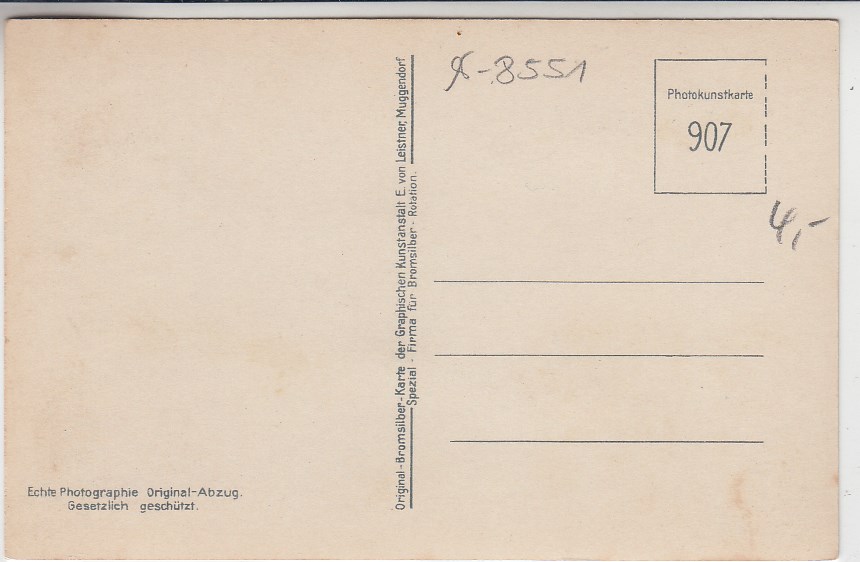 8551
Photokunstkarte
907
4,-
Original-Bromsilber-Karte der Graphischen Kunstanstalt E. von Leistner, Muggendorf
Spezial - Firma für Bromsilber - Rotation.
Echte Photographie Original-Abzug.
Gesetzlich geschützt.